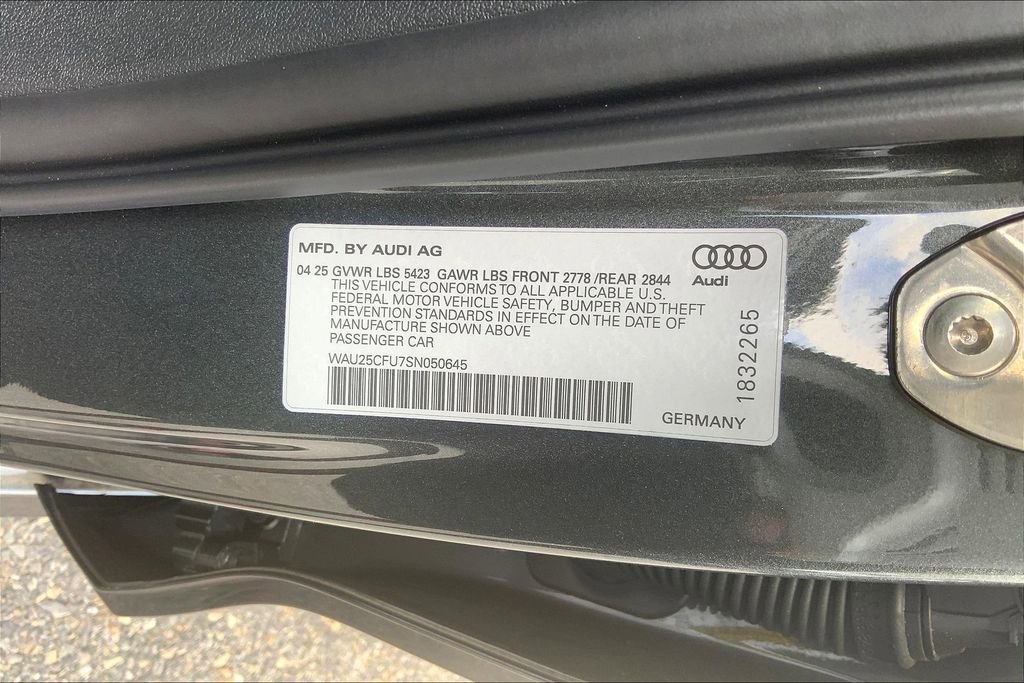 MFD. BY AUDI AG
04 25 GVWR LBS 5423 GAWR LBS FRONT 2778 /REAR 2844
THIS VEHICLE CONFORMS TO ALL APPLICABLE U.S.
FEDERAL MOTOR VEHICLE SAFETY, BUMPER AND THEFT
PREVENTION STANDARDS IN EFFECT ON THE DATE OF
MANUFACTURE SHOWN ABOVE
PASSENGER CAR
WAU25CFU7SN050645
Audi
1832265
GERMANY